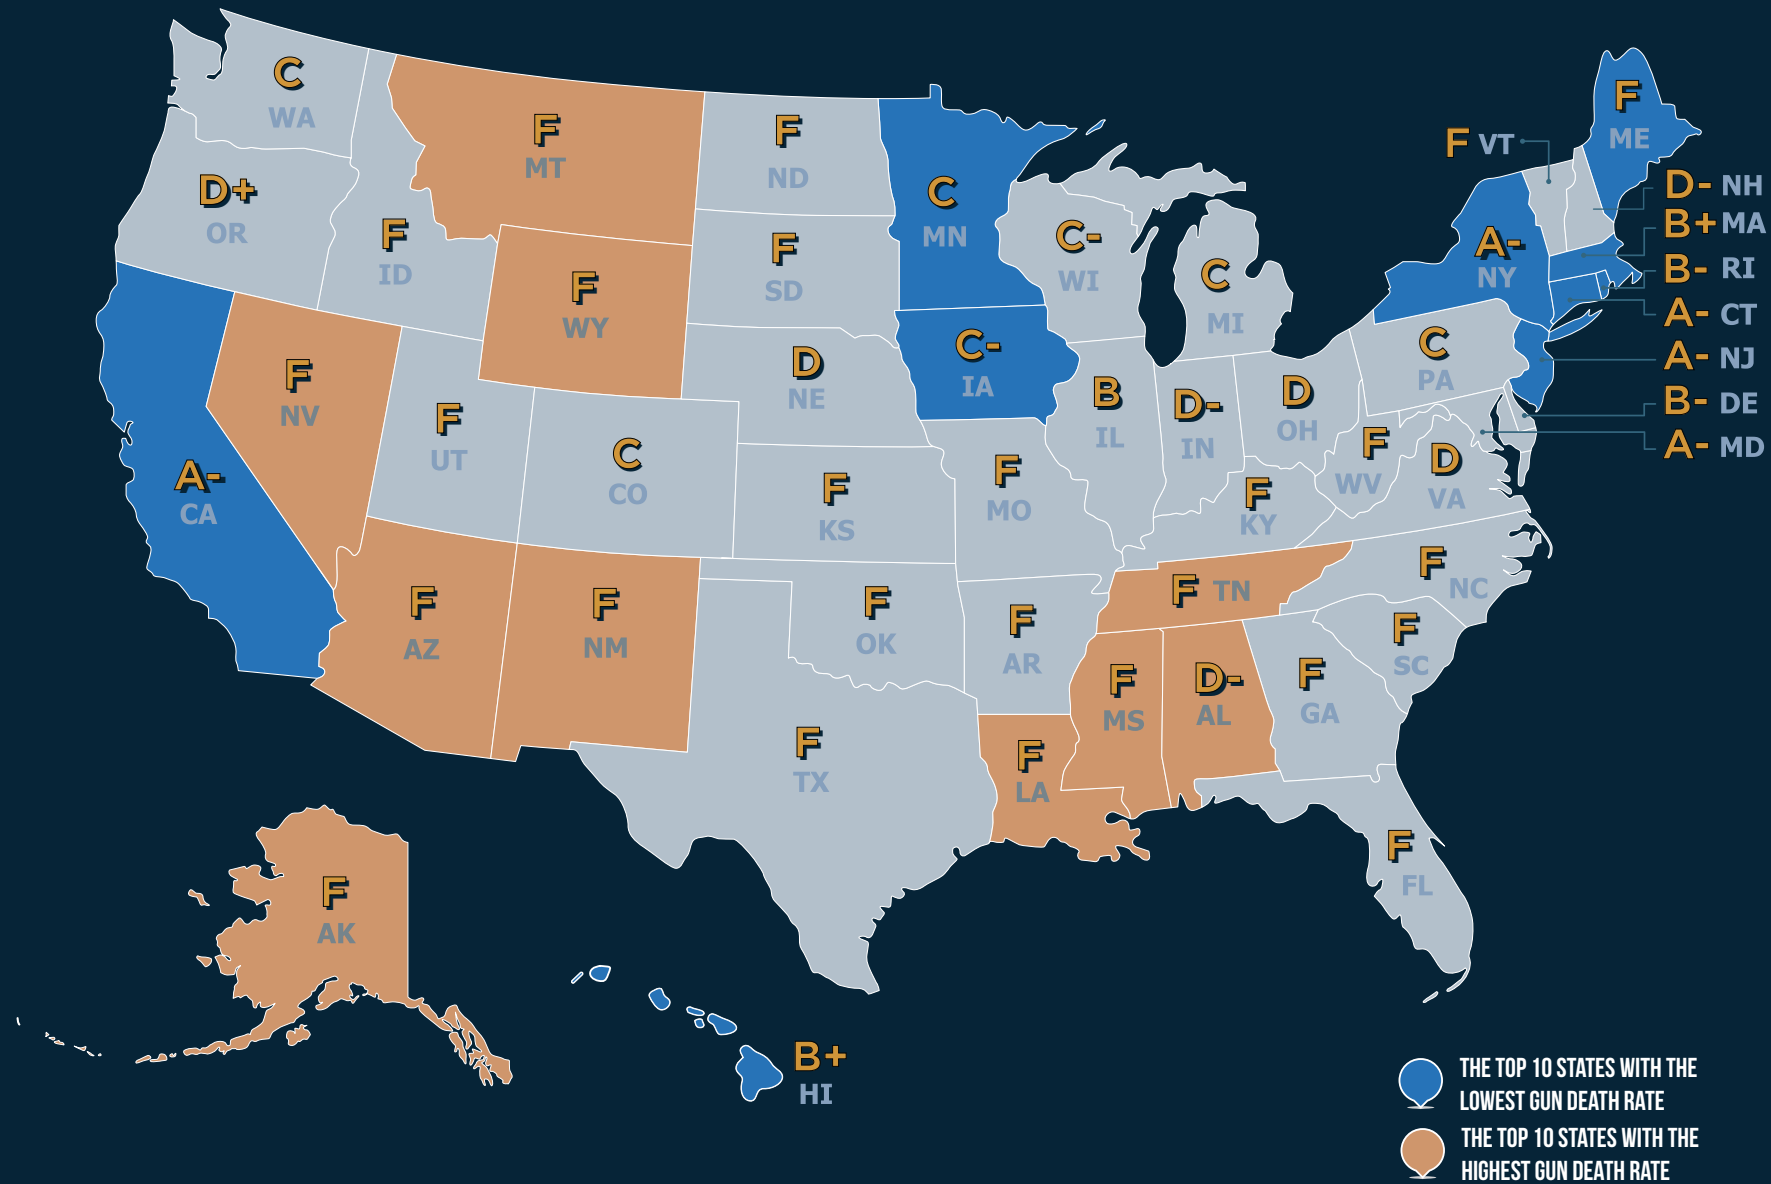 C
WA
D+
OR
F
ID
F
MT
F
ND
C
MN
F
ME
F VT
D- NH
B+ MA
B- RI
A- CT
A- NJ
B- DE
A- MD
A-
NY
F
SD
C-
WI
C
MI
F
WY
C-
IA
C
PA
F
NV
D
NE
B
IL
D-
IN
D
OH
F
UT
C
CO
A-
CA
F
KS
F
MO
F
KY
F
WV
D
VA
F
AZ
F
NM
F
OK
F
AR
F TN
F
NC
F
SC
F
MS
D-
AL
F
GA
F
TX
F
LA
F
FL
F
AK
B+
HI
THE TOP 10 STATES WITH THE
LOWEST GUN DEATH RATE
THE TOP 10 STATES WITH THE
HIGHEST GUN DEATH RATE